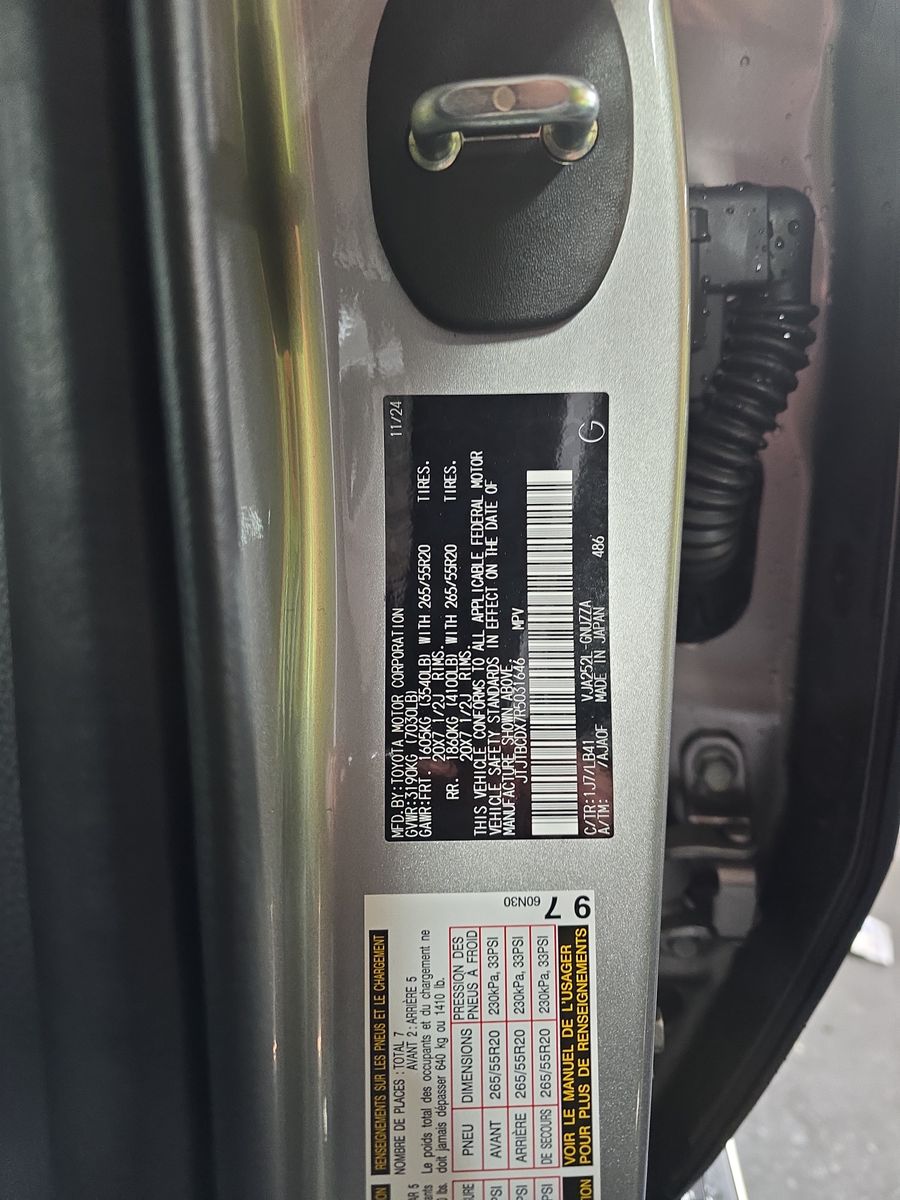 MFD.BY:TOYOTA MOTOR CORPORATION 11/24
GVWR:3190KG (7030LB)
GAWR:FRT. 1605KG (3540LB) WITH 265/55R20 TIRES.
20X7 1/2J RIMS.
RR. 1860KG (4100LB) WITH 265/55R20 TIRES.
20X7 1/2J RIMS.
THIS VEHICLE CONFORMS TO ALL APPLICABLE FEDERAL MOTOR
VEHICLE SAFETY STANDARDS IN EFFECT ON THE DATE OF
MANUFACTURE SHOWN ABOVE.
JTJTBCDX7R5031646 MPV
C/TR:1J7/LB41 VJA252L-GNUZZA
A/TM: /AJA0F MADE IN JAPAN 486
G
RENSEIGNEMENTS SUR LES PNEUS ET LE CHARGEMENT
NOMBRE DE PLACES : TOTAL 7
AVANT 2 : ARRIÈRE 5
Le poids total des occupants et du chargement ne
doit jamais dépasser 640 kg ou 1410 lb.
PNEU DIMENSIONS PRESSION DES PNEUS À FROID
AVANT 265/55R20 230kPa, 33PSI
ARRIÈRE 265/55R20 230kPa, 33PSI
DE SECOURS 265/55R20 230kPa, 33PSI
VOIR LE MANUEL DE L'USAGER
POUR PLUS DE RENSEIGNEMENTS
60N30
97